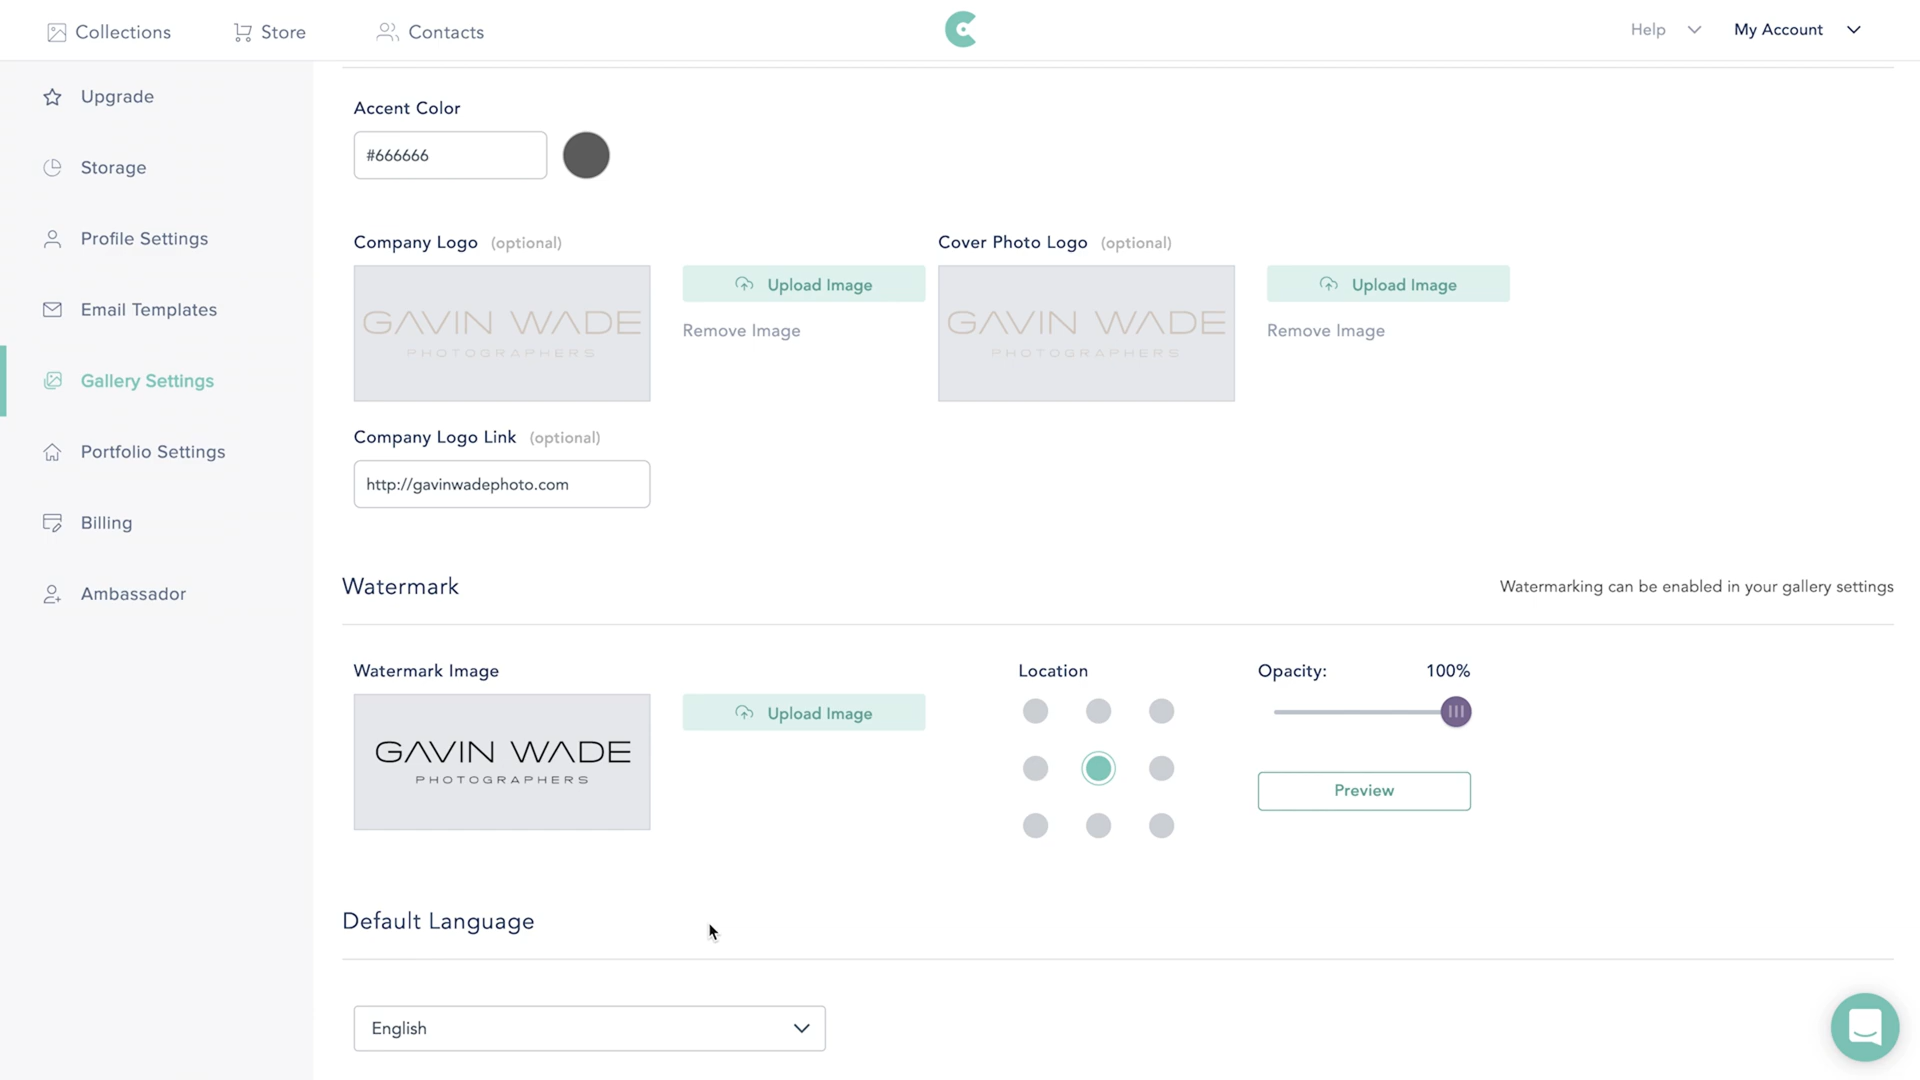 Collections
Store
Contacts
Help
My Account
Upgrade
Storage
Profile Settings
Email Templates
Gallery Settings
Portfolio Settings
Billing
Ambassador
Accent Color
#666666
Company Logo (optional)
GAVIN WADE
PHOTOGRAPHERS
Upload Image
Remove Image
Cover Photo Logo (optional)
GAVIN WADE
PHOTOGRAPHERS
Upload Image
Remove Image
Company Logo Link (optional)
http://gavinwadephoto.com
Watermark
Watermarking can be enabled in your gallery settings
Watermark Image
GAVIN WADE
PHOTOGRAPHERS
Upload Image
Location
Opacity: 100%
Preview
Default Language
English